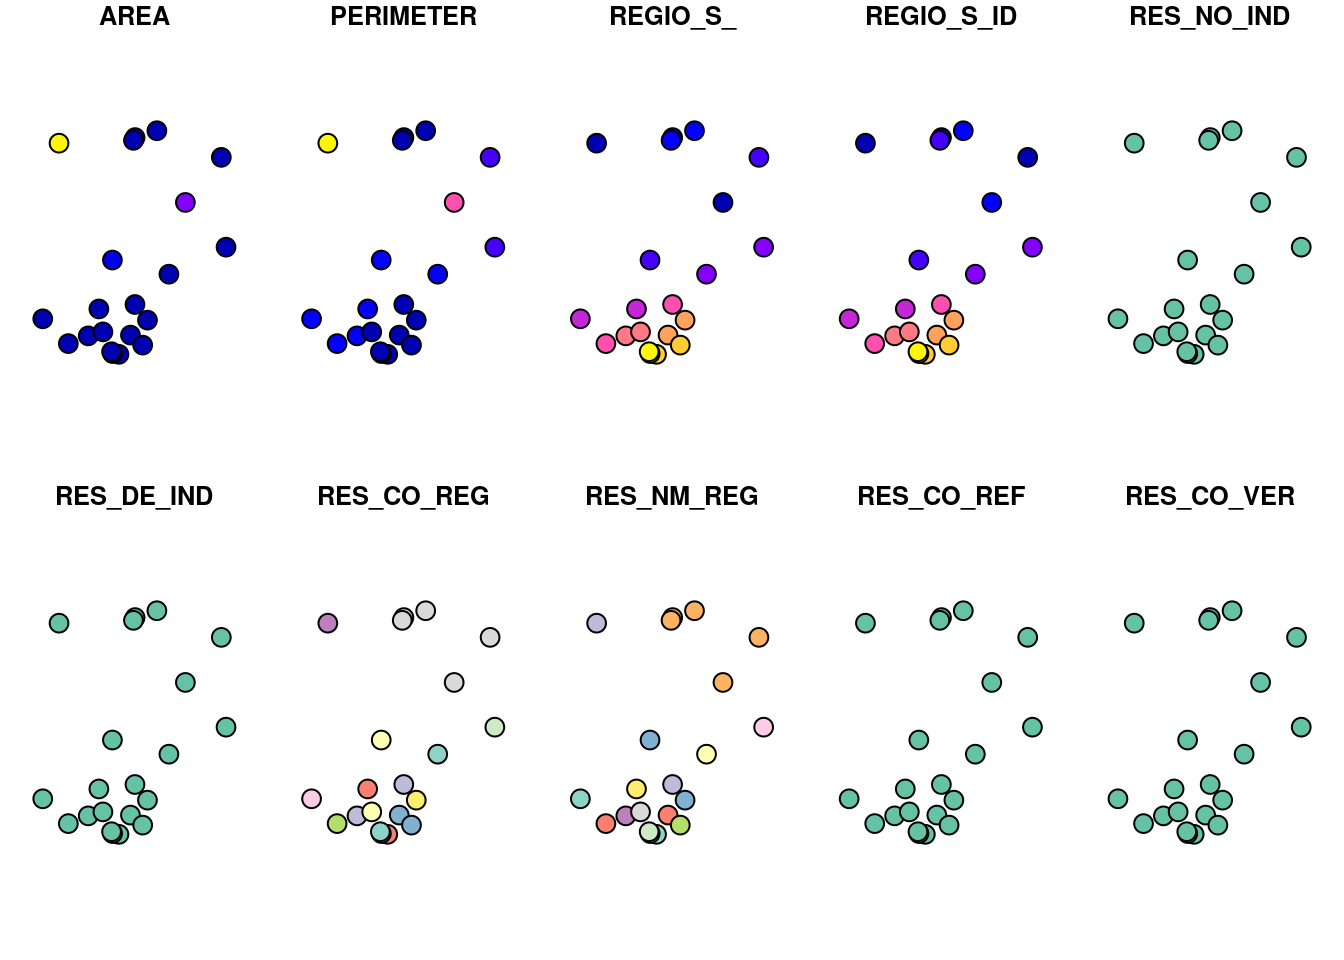 AREA
PERIMETER
REGIO_S_
REGIO_S_ID
RES_NO_IND
RES_DE_IND
RES_CO_REG
RES_NM_REG
RES_CO_REF
RES_CO_VER